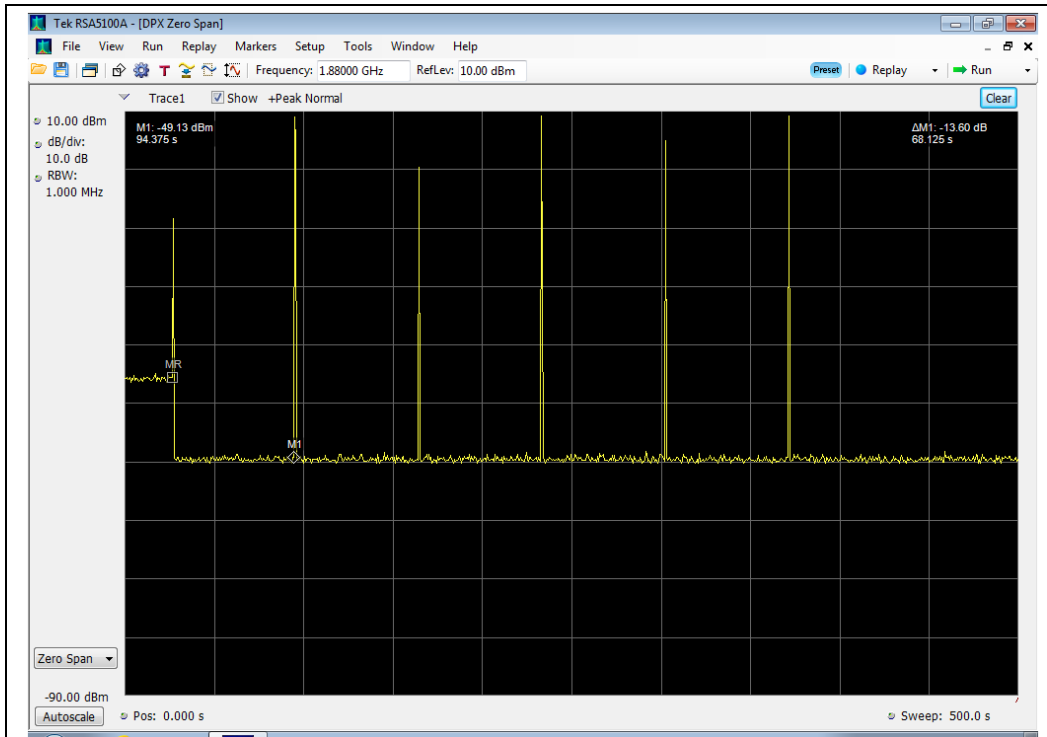 Tek RSA5100A - [DPX Zero Span]
File View Run Replay Markers Setup Tools Window Help
Frequency: 1.88000 GHz RefLev: 10.00 dBm Preset Replay Run
Trace1 Show +Peak Normal Clear
10.00 dBm
dB/div:
10.0 dB
RBW:
1.000 MHz
M1: -49.13 dBm
94.375 s
ΔM1: -13.60 dB
68.125 s
MR
M1
Zero Span
-90.00 dBm
Autoscale Pos: 0.000 s Sweep: 500.0 s